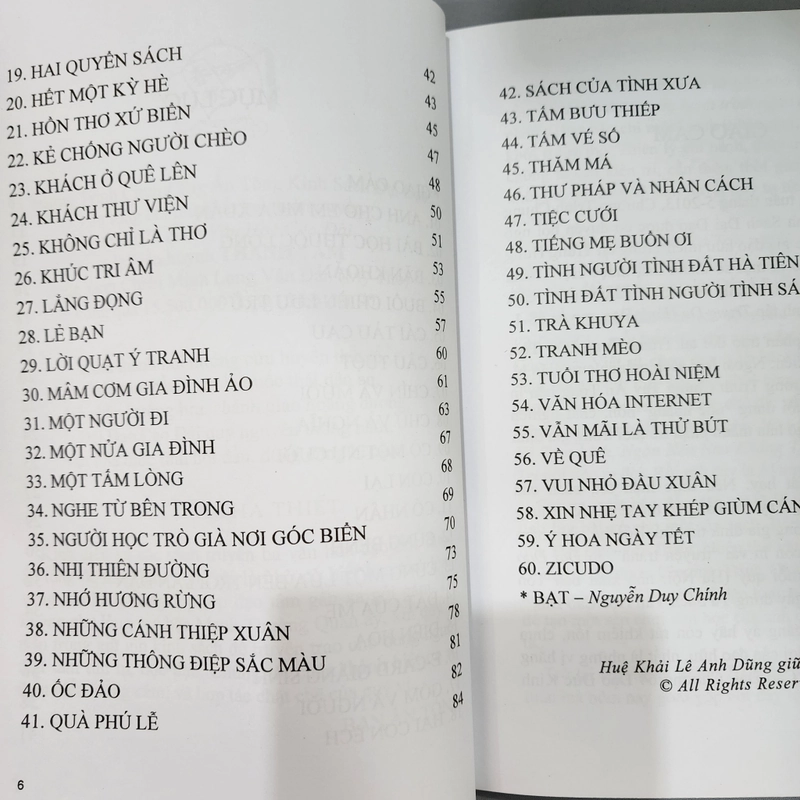 19. HAI QUYỂN SÁCH 42
20. HẾT MỘT KỲ HÈ 43
21. HỒN THƠ XỨ BIỂN 45
22. KẺ CHỐNG NGƯỜI CHÈO 47
23. KHÁCH Ở QUÊ LÊN 48
24. KHÁCH THƯ VIỆN 50
25. KHÔNG CHỈ LÀ THƠ 51
26. KHÚC TRI ÂM 53
27. LẮNG ĐỌNG 55
28. LẺ BẠN 57
29. LỜI QUẠT Ý TRANH 60
30. MÂM CƠM GIA ĐÌNH ẢO 61
31. MỘT NGƯỜI ĐI 63
32. MỘT NỬA GIA ĐÌNH 67
33. MỘT TẤM LÒNG 68
34. NGHE TỪ BÊN TRONG 69
35. NGƯỜI HỌC TRÒ GIÀ NƠI GÓC BIỂN 70
36. NHỊ THIÊN ĐƯỜNG 73
37. NHỚ HƯƠNG RỪNG 75
38. NHỮNG CÁNH THIỆP XUÂN 78
39. NHỮNG THÔNG ĐIỆP SẮC MÀU 81
40. ỐC ĐẢO 82
41. QUÀ PHÚ LỄ 84
6
42. SÁCH CỦA TÌNH XƯA
43. TẤM BƯU THIẾP
44. TẤM VÉ SỐ
45. THĂM MÁ
46. THƯ PHÁP VÀ NHÂN CÁCH
47. TIỆC CƯỚI
48. TIẾNG MẸ BUỒN ƠI
49. TÌNH NGƯỜI TÌNH ĐẤT HÀ TIÊN
50. TÌNH ĐẤT TÌNH NGƯỜI TÌNH SÁ
51. TRÀ KHUYA
52. TRANH MÈO
53. TUỔI THƠ HOÀI NIỆM
54. VĂN HÓA INTERNET
55. VẪN MÃI LÀ THỬ BÚT
56. VỀ QUÊ
57. VUI NHỎ ĐẦU XUÂN
58. XIN NHẸ TAY KHÉP GIÙM CÁN
59. Ý HOA NGÀY TẾT
60. ZICUDO
* BẠT – Nguyễn Duy Chính
Huệ Khải Lê Anh Dũng giữ
© All Rights Reser